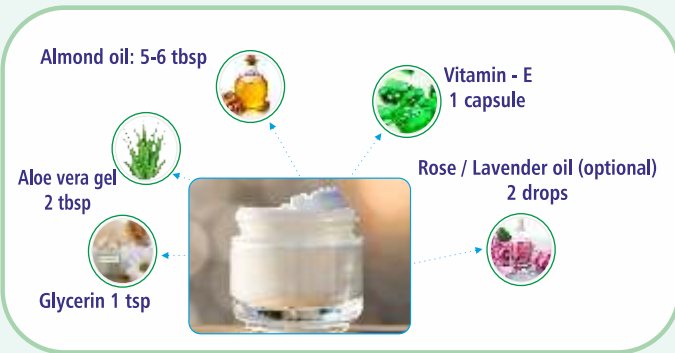 Almond oil: 5-6 tbsp
Vitamin - E
1 capsule
Aloe vera gel
2 tbsp
Rose / Lavender oil (optional)
2 drops
Glycerin 1 tsp